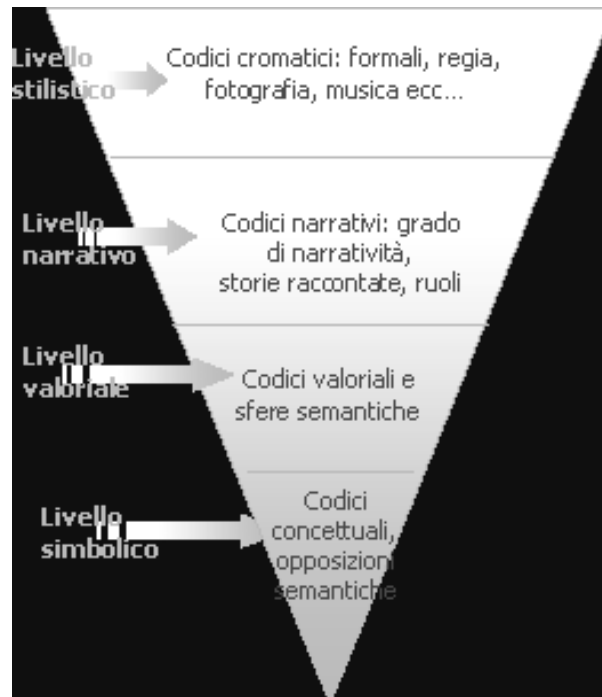 Livello
stilistico
Codici cromatici: formali, regia,
fotografia, musica ecc...
Livello
narrativo
Codici narrativi: grado
di narratività,
storie raccontate, ruoli
Livello
valoriale
Codici valoriali e
sfere semantiche
Livello
simbolico
Codici
concettuali,
opposizioni
semantiche